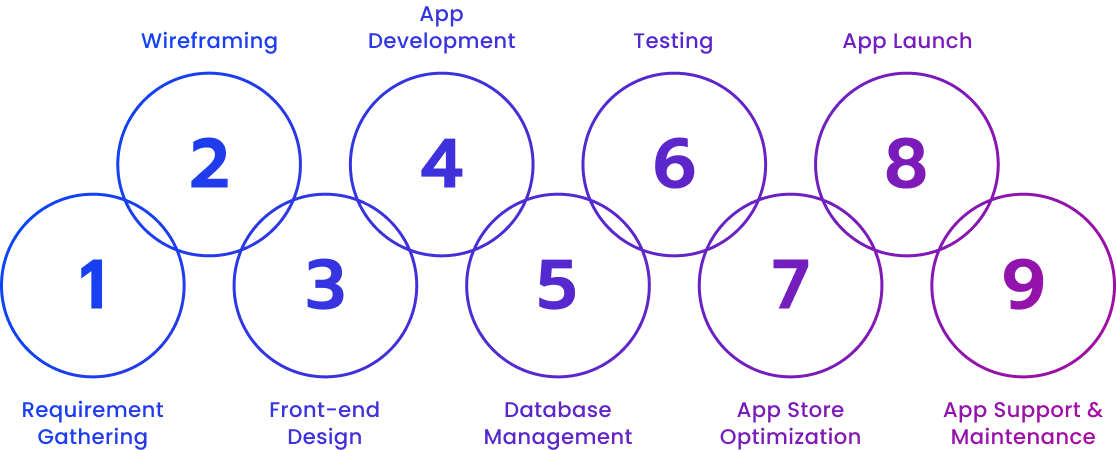 App
Wireframing
Development
Testing
App Launch
2
4
6
8
1
3
5
7
9
Requirement
Gathering
Front-end
Design
Database
Management
App Store
Optimization
App Support &
Maintenance